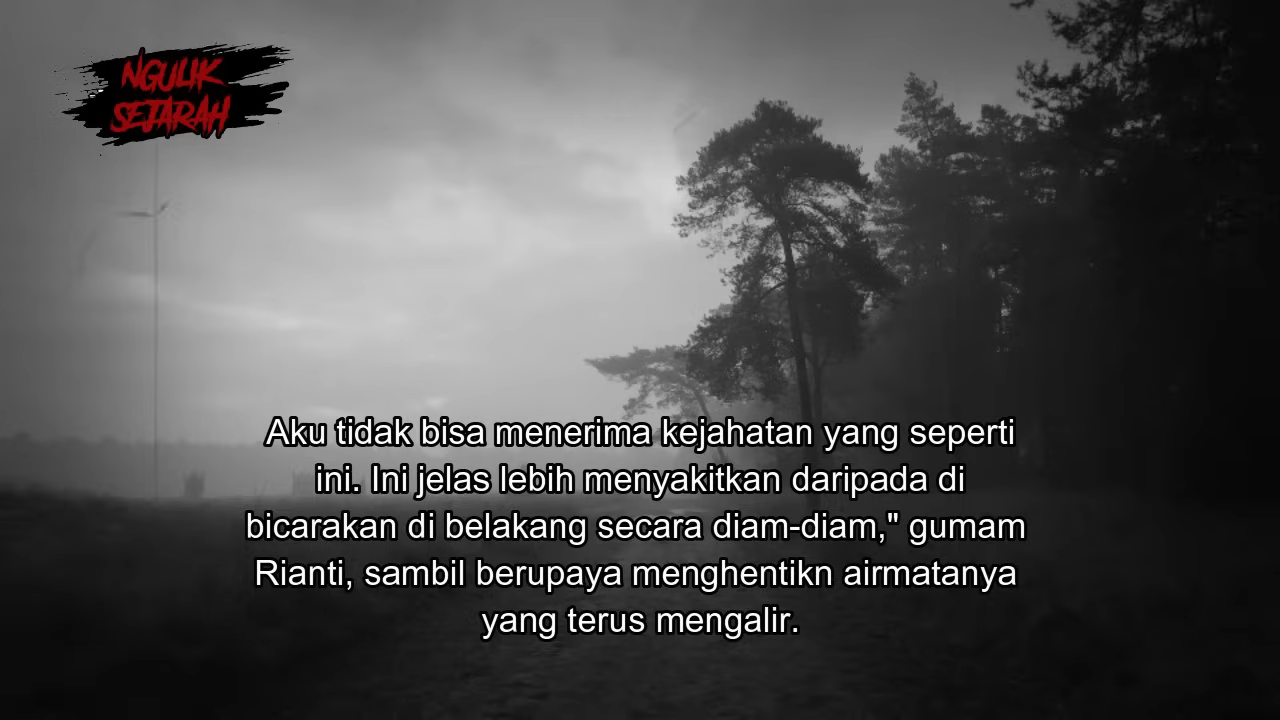 NGULIK
SEJARAH
Aku tidak bisa menerima kejahatan yang seperti
ini. Ini jelas lebih menyakitkan daripada di
bicarakan di belakang secara diam-diam," gumam
Rianti, sambil berupaya menghentikn airmatanya
yang terus mengalir.